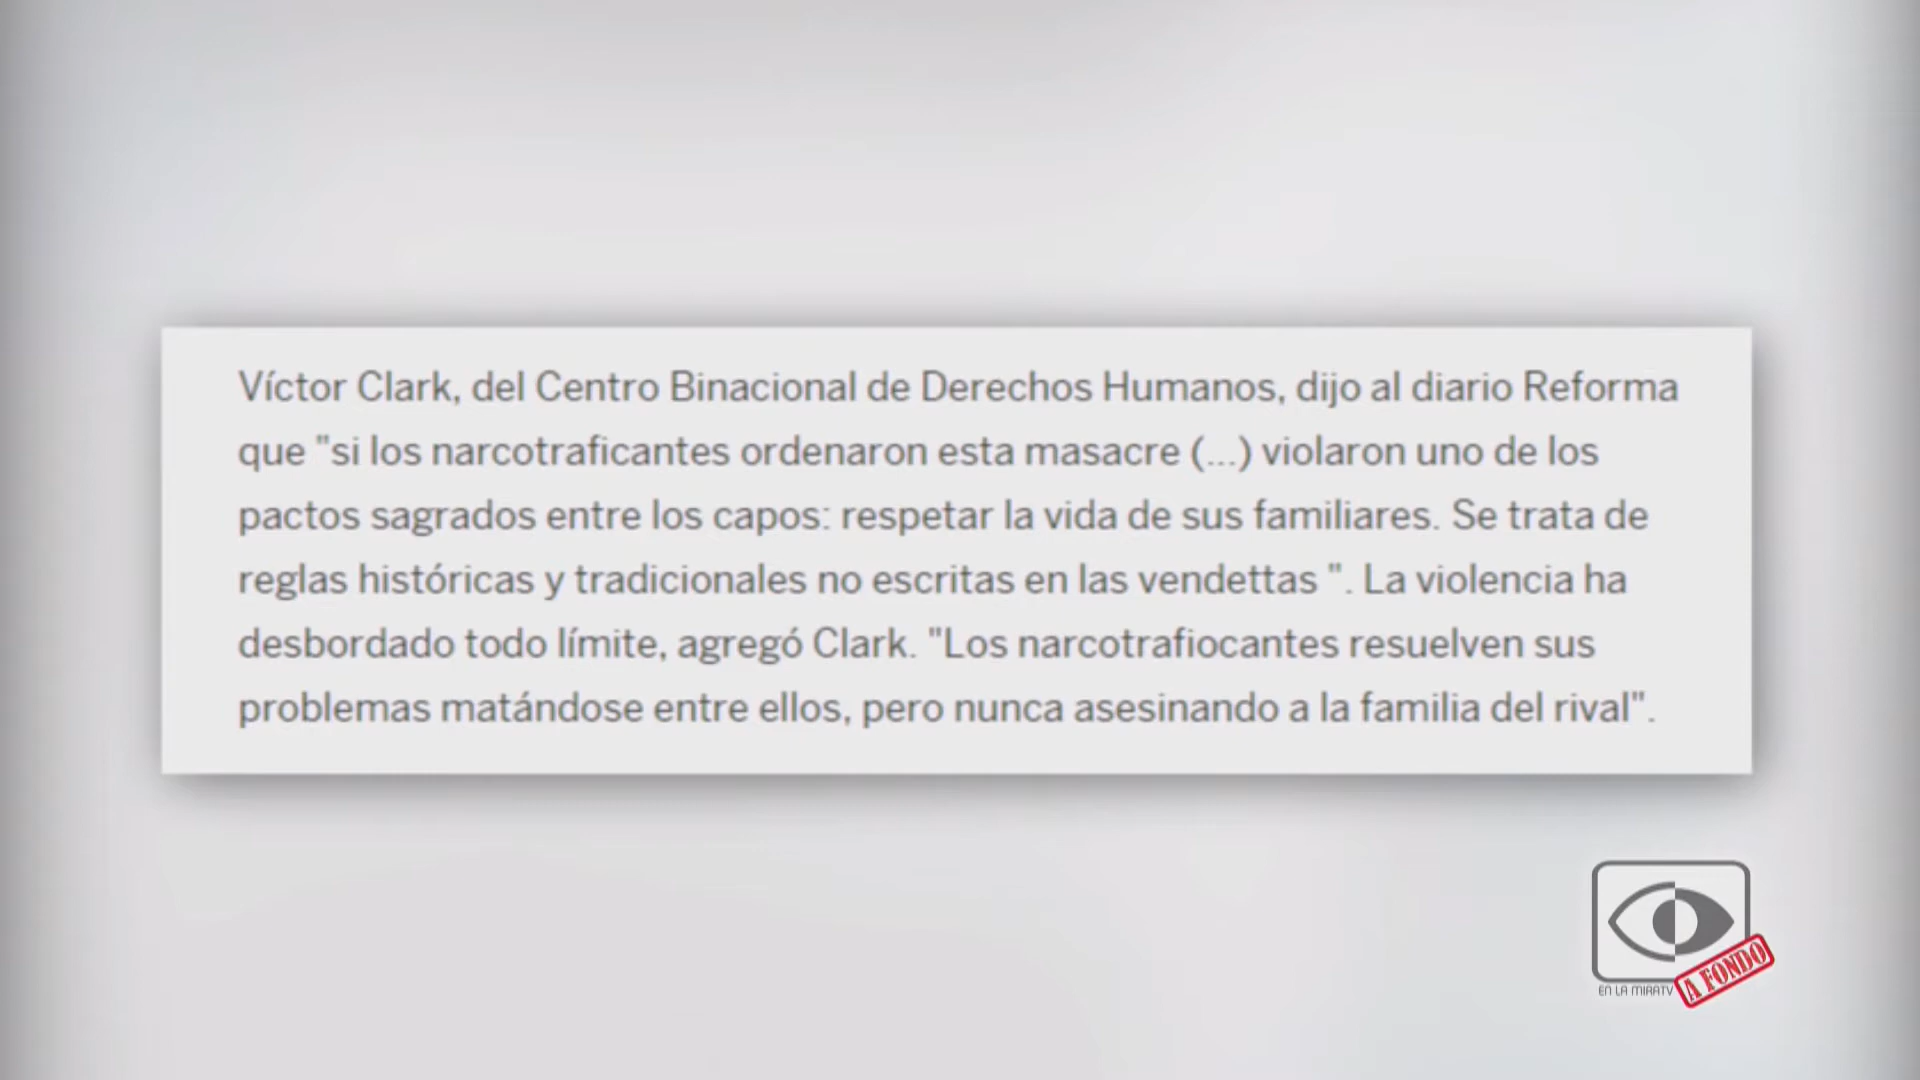 Víctor Clark, del Centro Binacional de Derechos Humanos, dijo al diario Reforma
que "si los narcotraficantes ordenaron esta masacre (...) violaron uno de los
pactos sagrados entre los capos: respetar la vida de sus familiares. Se trata de
reglas históricas y tradicionales no escritas en las vendettas ". La violencia ha
desbordado todo límite, agregó Clark. "Los narcotrafiocantes resuelven sus
problemas matándose entre ellos, pero nunca asesinando a la familia del rival".
EN LA MIRATV
A FONDO